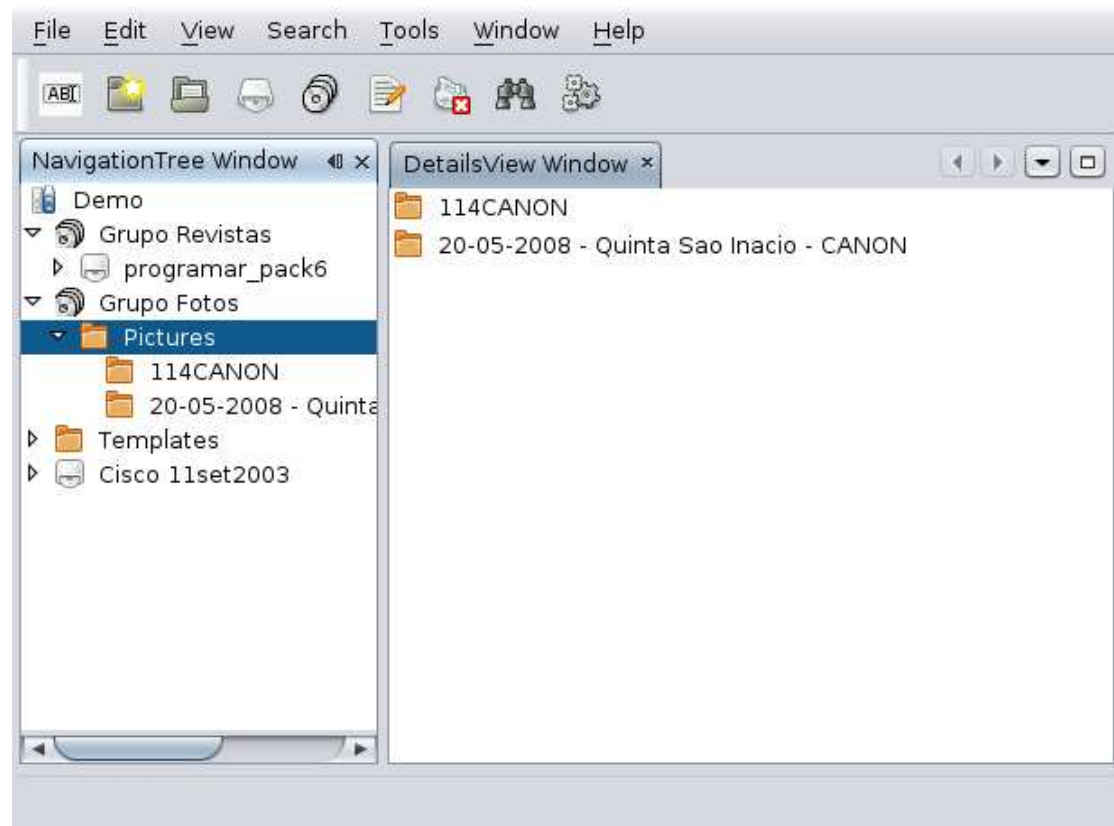 File Edit View Search Tools Window Help
ABI
NavigationTree Window
Demo
Grupo Revistas
programar_pack6
Grupo Fotos
Pictures
114CANON
20-05-2008 - Quinta
Templates
Cisco 11set2003
DetailsView Window
114CANON
20-05-2008 - Quinta Sao Inacio - CANON